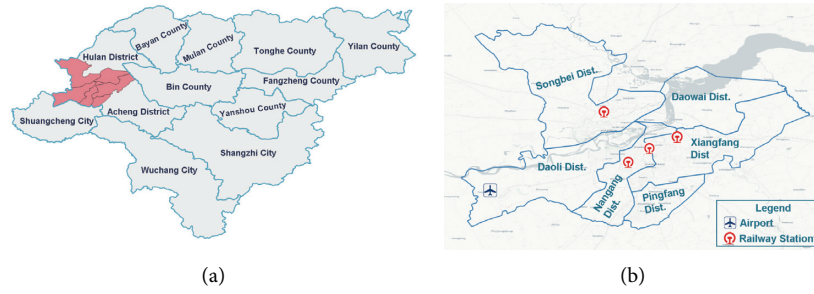 Bayan County
Mulan County
Tonghe County
Yilan County
Hulan District
Bin County
Fangzheng County
Acheng District
Yanshou County
Shuangcheng City
Shangzhi City
Wuchang City
(a)
Songbei Dist.
Daowai Dist.
Xiangfang
Dist
Daoli Dist.
Nangang
Dist.
Pingfang
Dist.
Legend
Airport
Railway Station
(b)